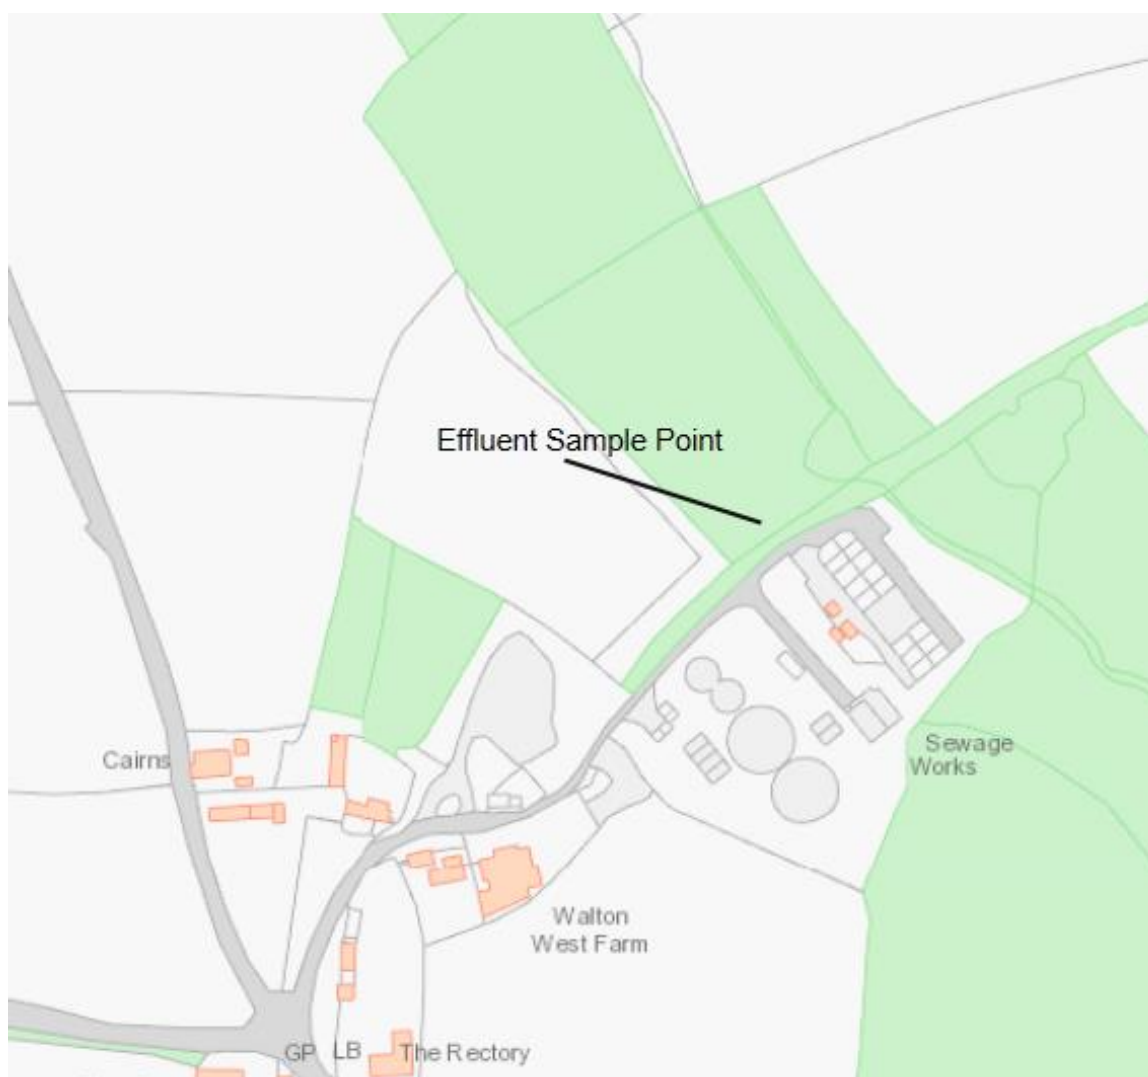 Effluent Sample Point
Sewage
Works
Cairns
Walton
West Farm
GP
LB
The Rectory